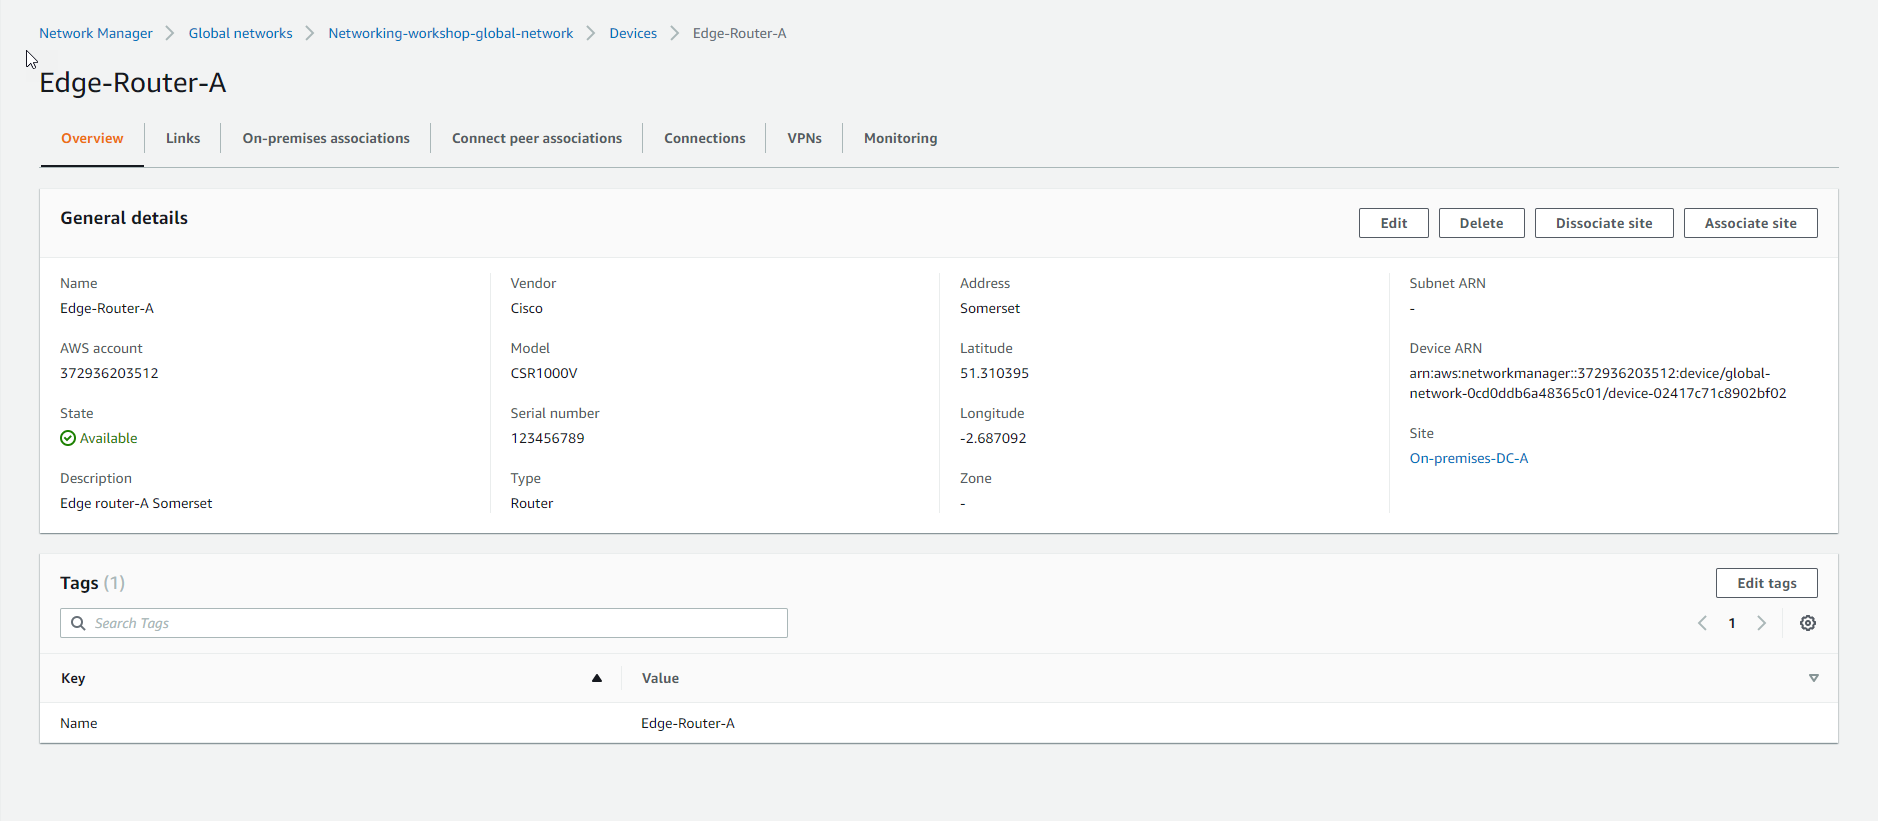 Network Manager > Global networks > Networking-workshop-global-network > Devices > Edge-Router-A
Edge-Router-A
Overview
Links
On-premises associations
Connect peer associations
Connections
VPNs
Monitoring
General details
Edit
Delete
Dissociate site
Associate site
Name
Edge-Router-A
AWS account
372936203512
State
Available
Description
Edge router-A Somerset
Vendor
Cisco
Model
CSR1000V
Serial number
123456789
Type
Router
Address
Somerset
Latitude
51.310395
Longitude
-2.687092
Zone
-
Subnet ARN
-
Device ARN
arn:aws:networkmanager::372936203512:device/global-
network-0cd0ddb6a48365c01/device-02417c71c8902bf02
Site
On-premises-DC-A
Tags (1)
Edit tags
Search Tags
1
Key
Value
Name
Edge-Router-A